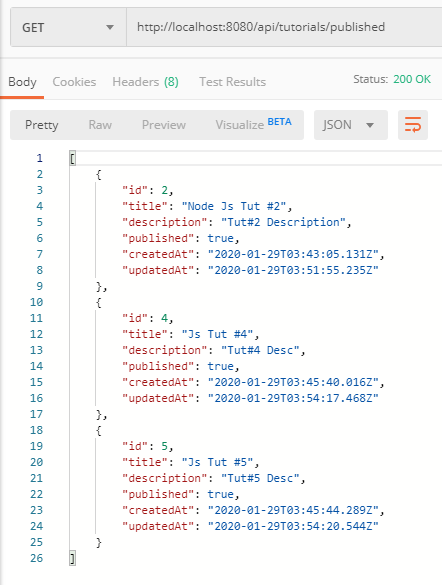 GET http://localhost:8080/api/tutorials/published
Body Cookies Headers (8) Test Results Status: 200 OK
Pretty Raw Preview Visualize BETA JSON
1 [
2 {
3 "id": 2,
4 "title": "Node Js Tut #2",
5 "description": "Tut#2 Description",
6 "published": true,
7 "createdAt": "2020-01-29T03:43:05.131Z",
8 "updatedAt": "2020-01-29T03:51:55.235Z"
9 },
10 {
11 "id": 4,
12 "title": "Js Tut #4",
13 "description": "Tut#4 Desc",
14 "published": true,
15 "createdAt": "2020-01-29T03:45:40.016Z",
16 "updatedAt": "2020-01-29T03:54:17.468Z"
17 },
18 {
19 "id": 5,
20 "title": "Js Tut #5",
21 "description": "Tut#5 Desc",
22 "published": true,
23 "createdAt": "2020-01-29T03:45:44.289Z",
24 "updatedAt": "2020-01-29T03:54:20.544Z"
25 }
26 ]